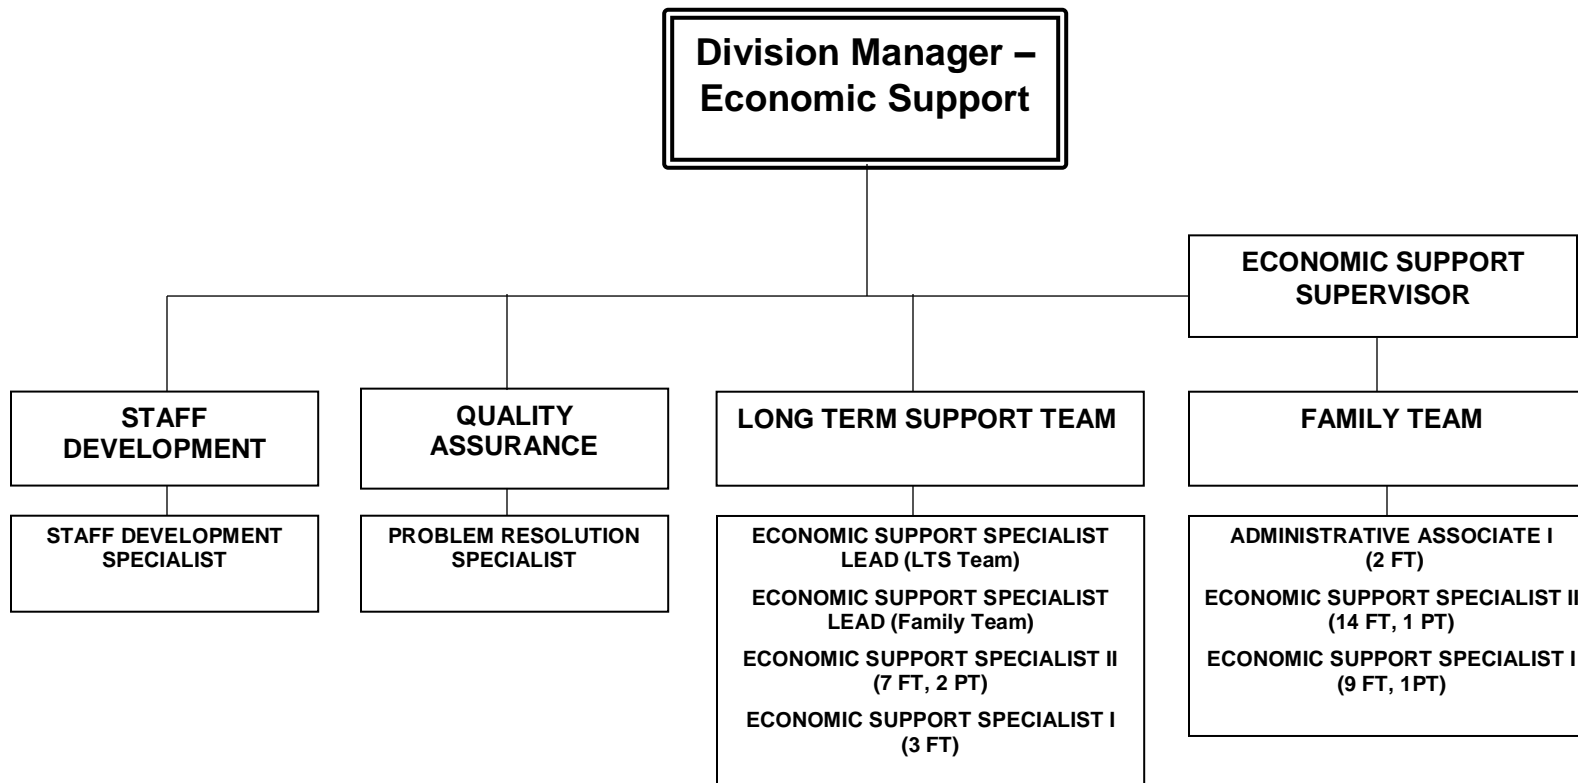 Division Manager –
Economic Support
ECONOMIC SUPPORT
SUPERVISOR
STAFF
DEVELOPMENT
QUALITY
ASSURANCE
LONG TERM SUPPORT TEAM
FAMILY TEAM
STAFF DEVELOPMENT
SPECIALIST
PROBLEM RESOLUTION
SPECIALIST
ECONOMIC SUPPORT SPECIALIST
LEAD (LTS Team)
ECONOMIC SUPPORT SPECIALIST
LEAD (Family Team)
ECONOMIC SUPPORT SPECIALIST II
(7 FT, 2 PT)
ECONOMIC SUPPORT SPECIALIST I
(3 FT)
ADMINISTRATIVE ASSOCIATE I
(2 FT)
ECONOMIC SUPPORT SPECIALIST II
(14 FT, 1 PT)
ECONOMIC SUPPORT SPECIALIST I
(9 FT, 1PT)